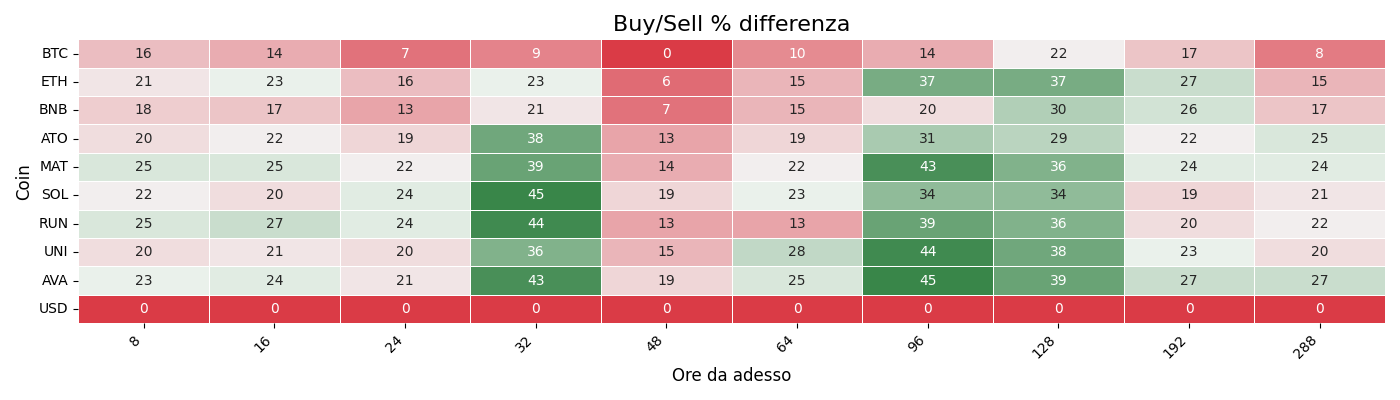 Buy/Sell % differenza
Coin
BTC 16 14 7 9 0 10 14 22 17 8
ETH 21 23 16 23 6 15 37 37 27 15
BNB 18 17 13 21 7 15 20 30 26 17
ATO 20 22 19 38 13 19 31 29 22 25
MAT 25 25 22 39 14 22 43 36 24 24
SOL 22 20 24 45 19 23 34 34 19 21
RUN 25 27 24 44 13 13 39 36 20 22
UNI 20 21 20 36 15 28 44 38 23 20
AVA 23 24 21 43 19 25 45 39 27 27
USD 0 0 0 0 0 0 0 0 0 0
8 16 24 32 48 64 96 128 192 288
Ore da adesso